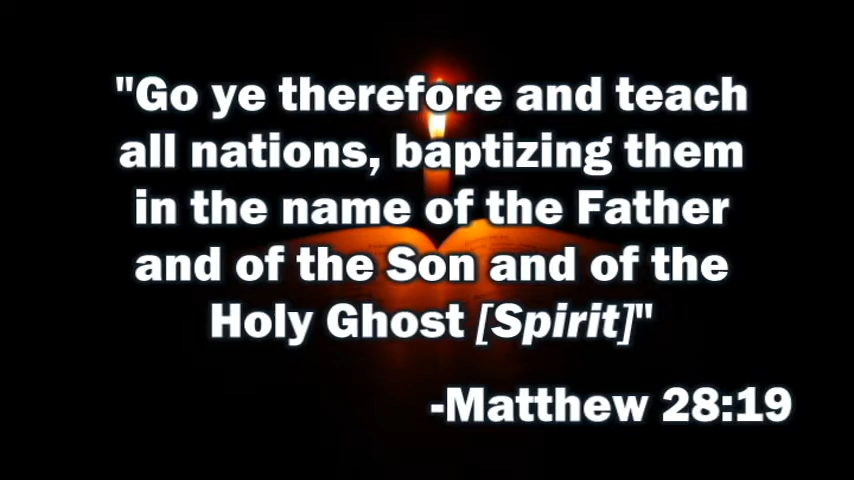 "Go ye therefore and teach
all nations, baptizing them
in the name of the Father
and of the Son and of the
Holy Ghost [Spirit]"
-Matthew 28:19